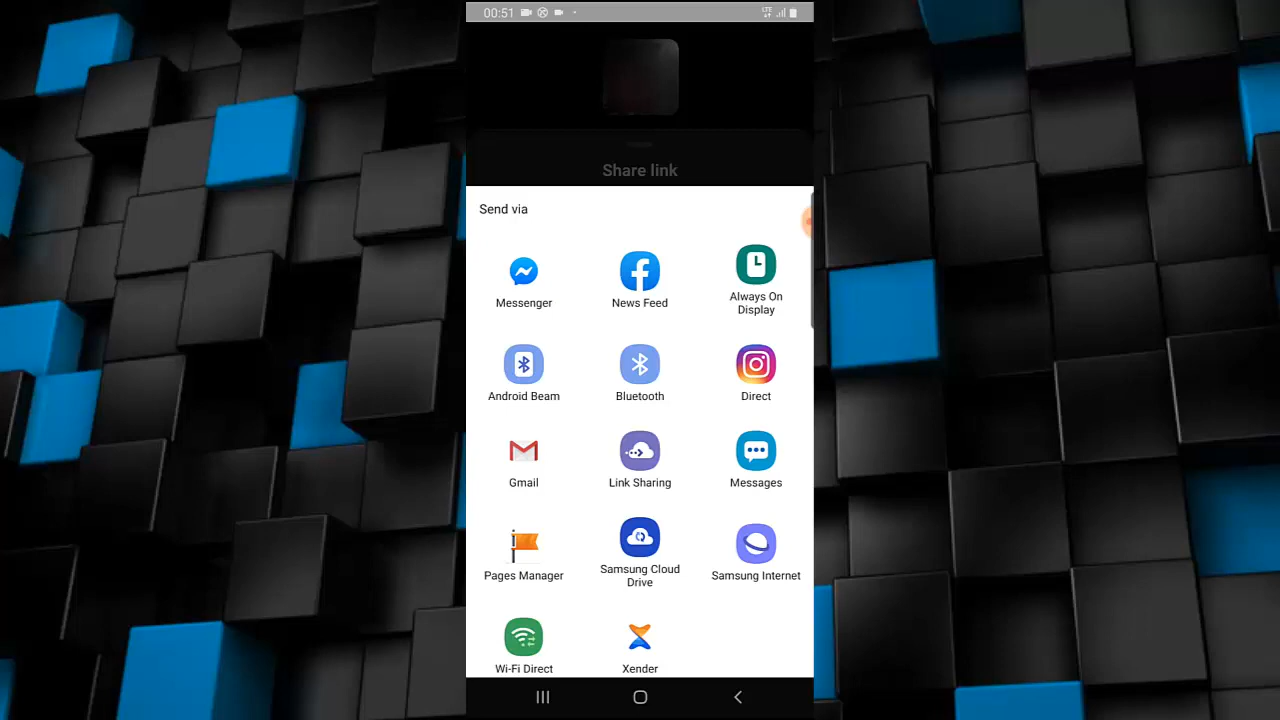 00:51
LTE
Share link
Send via
Messenger
News Feed
Always On
Display
Android Beam
Bluetooth
Direct
Gmail
Link Sharing
Messages
Pages Manager
Samsung Cloud
Drive
Samsung Internet
Wi-Fi Direct
Xender